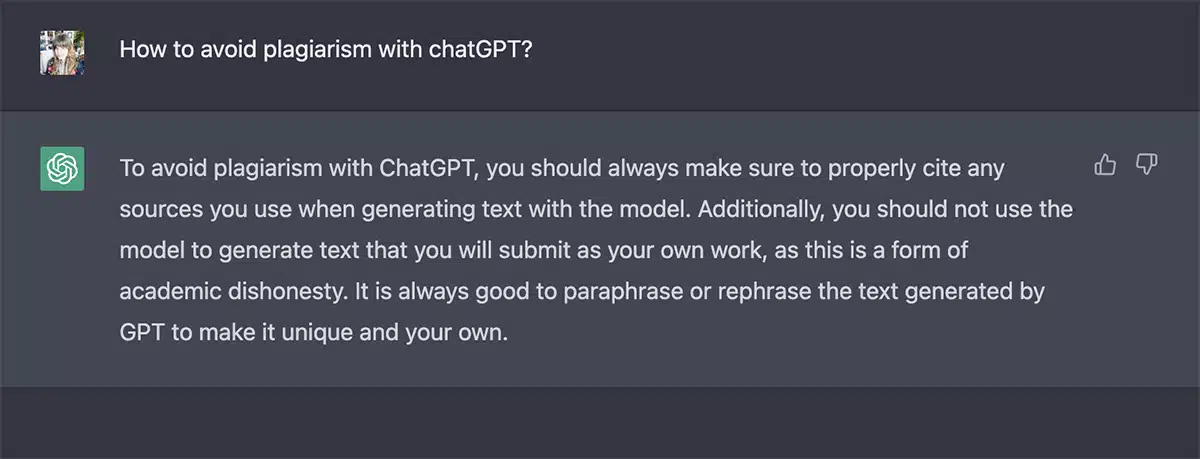 How to avoid plagiarism with chatGPT?
To avoid plagiarism with ChatGPT, you should always make sure to properly cite any
sources you use when generating text with the model. Additionally, you should not use the
model to generate text that you will submit as your own work, as this is a form of
academic dishonesty. It is always good to paraphrase or rephrase the text generated by
GPT to make it unique and your own.